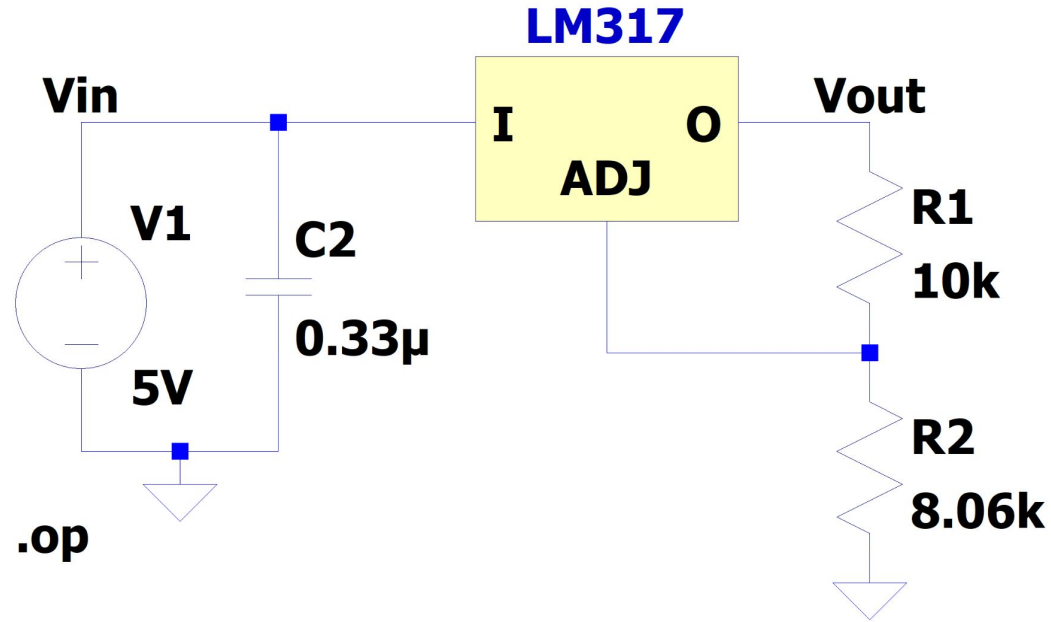 LM317
Vin
Vout
I
O
ADJ
V1
5V
C2
0.33µ
R1
10k
R2
8.06k
.op